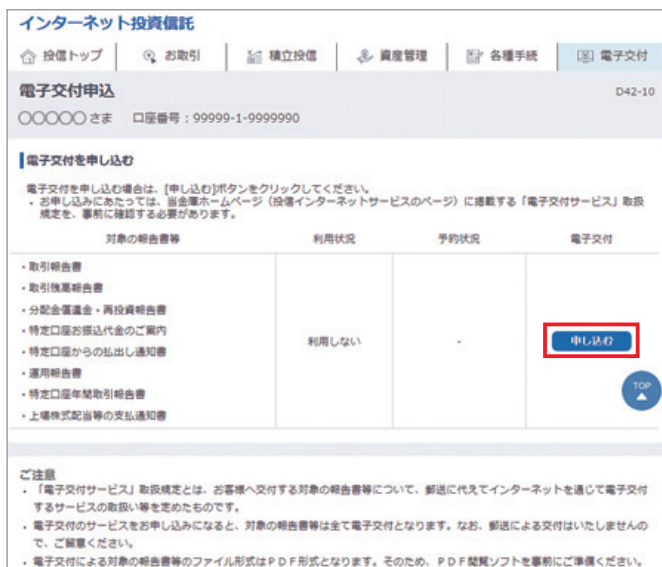 インターネット投資信託
投信トップ お取引 積立投信 資産管理 各種手続 電子交付
電子交付申込 D42-10
○○○○○さま 口座番号：99999-1-9999990
電子交付を申し込む
電子交付を申し込む場合は、[申し込む]ボタンをクリックしてください。
・お申し込みにあたっては、当金庫ホームページ（投信インターネットサービスのページ）に掲載する「電子交付サービス」取扱
規定を、事前に確認する必要があります。
対象の報告書等 利用状況 予約状況 電子交付
・取引報告書
・取引残高報告書
・分配金償還金・再投資報告書
・特定口座お振込代金のご案内
・特定口座からの払出し通知書
・運用報告書
・特定口座年間取引報告書
・上場株式配当等の支払通知書
利用しない - 申し込む
TOP
ご注意
・「電子交付サービス」取扱規定とは、お客様へ交付する対象の報告書等について、郵送に代えてインターネットを通じて電子交付
するサービスの取扱い等を定めたものです。
・電子交付のサービスをお申し込みになると、対象の報告書等は全て電子交付となります。なお、郵送による交付はいたしませんの
で、ご留意ください。
・電子交付による対象の報告書等のファイル形式はＰＤＦ形式となります。そのため、ＰＤＦ閲覧ソフトを事前にご準備ください。